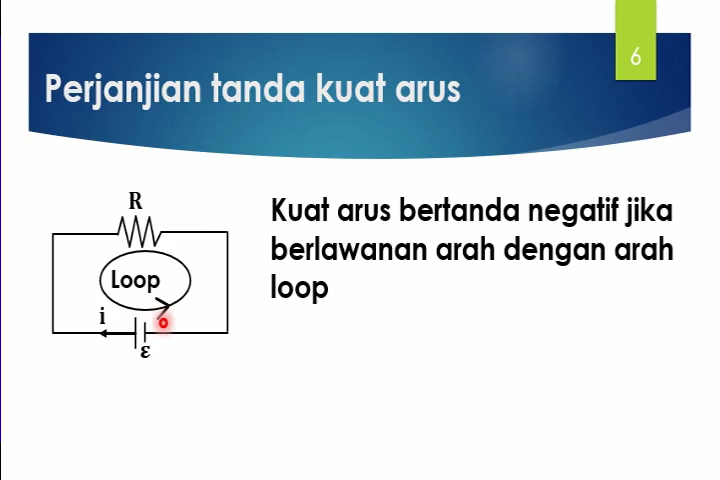 6
Perjanjian tanda kuat arus
R
Loop
i
ε
Kuat arus bertanda negatif jika
berlawanan arah dengan arah
loop